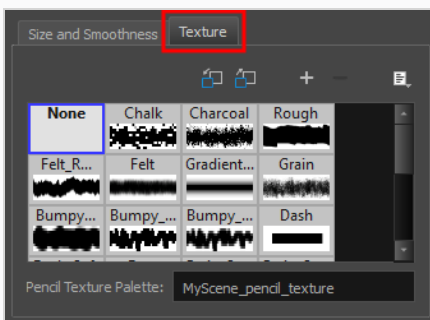 Size and Smoothness Texture
None Chalk Charcoal Rough
Felt_R... Felt Gradient... Grain
Bumpy... Bumpy_... Bumpy_... Dash
Pencil Texture Palette: MyScene_pencil_texture